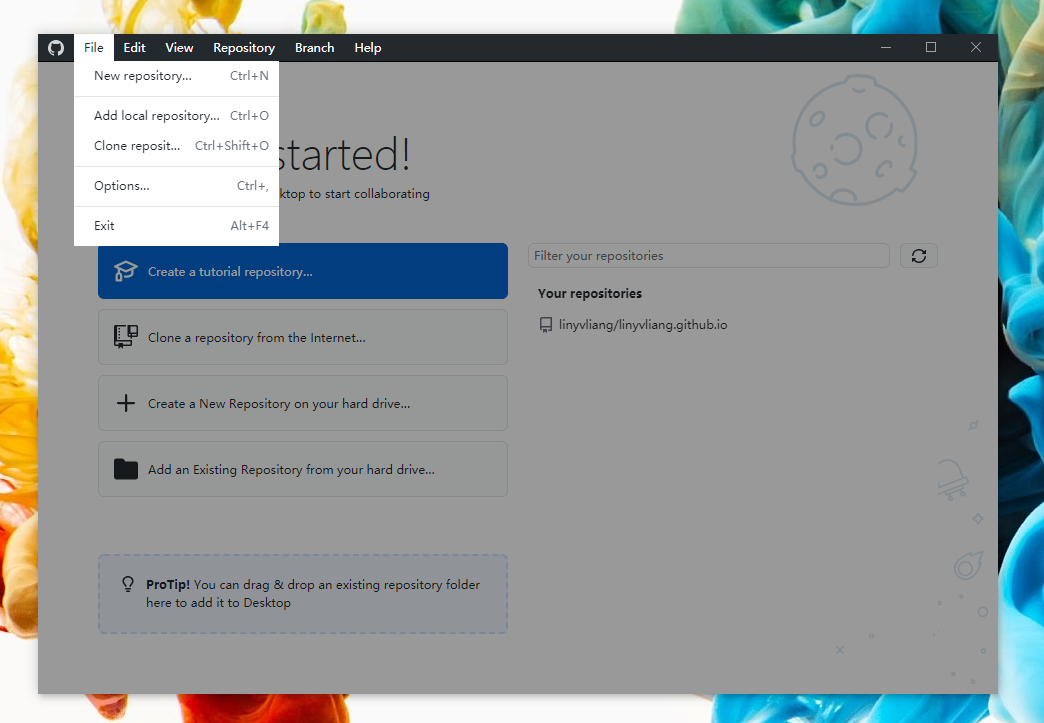 File Edit View Repository Branch Help
New repository... Ctrl+N
Add local repository... Ctrl+O
Clone reposit... Ctrl+Shift+O
Options... Ctrl+,
Exit Alt+F4
started!
ktop to start collaborating
Create a tutorial repository...
Clone a repository from the Internet...
Create a New Repository on your hard drive...
Add an Existing Repository from your hard drive...
ProTip! You can drag & drop an existing repository folder
here to add it to Desktop
Filter your repositories
Your repositories
linyvliang/linyvliang.github.io